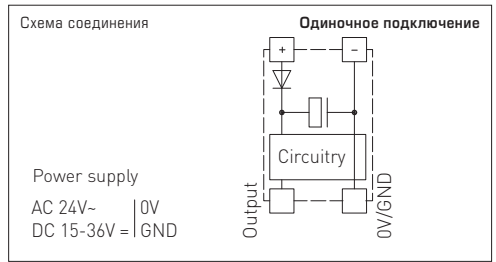 Схема соединения
Одиночное подключение
+ −
Circuitry
Power supply
AC 24V~ | 0V
DC 15-36V = | GND
Output
0V/GND